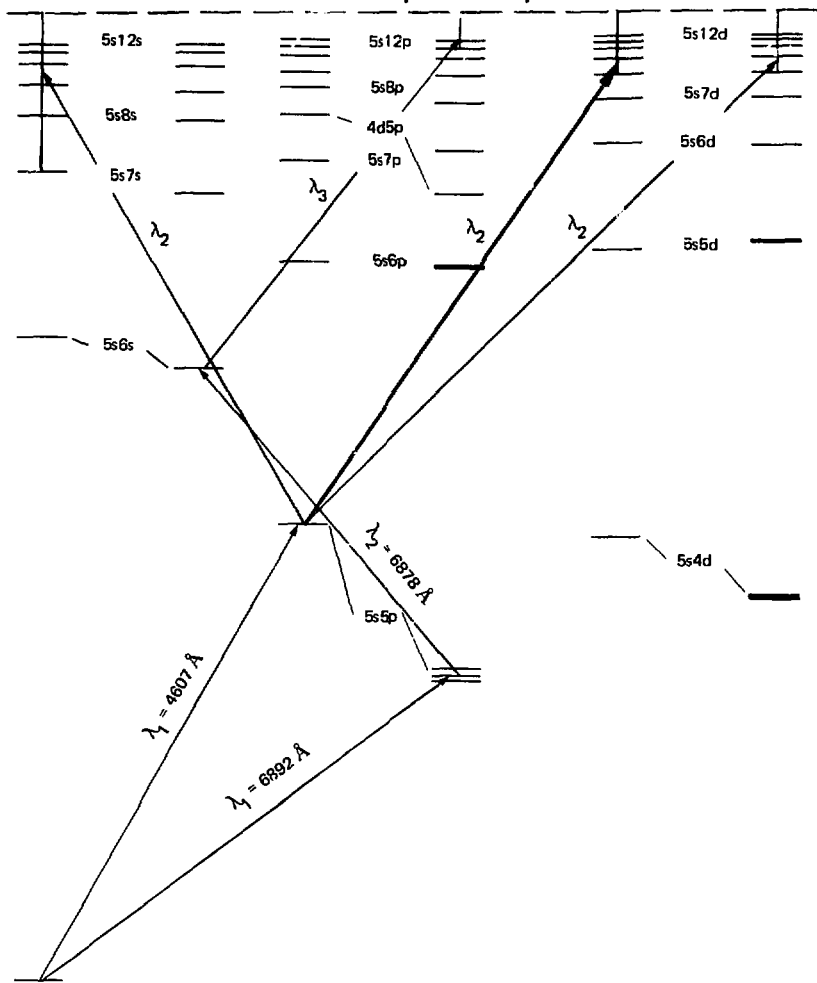 5s12s
5s12p
5s12d
5s8s
5s8p
5s7d
4d5p
5s7s
5s7p
5s6d
λ3
λ2
λ2
λ2
5s6p
5s5d
5s6s
λ2 = 6878 Å
5s4d
5s5p
λ1 = 4607 Å
λ1 = 6892 Å